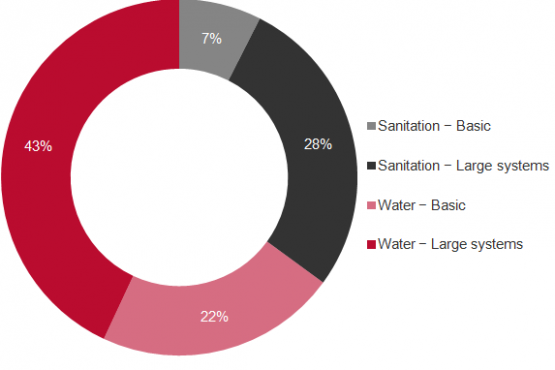 7%
28%
22%
43%
Sanitation − Basic
Sanitation − Large systems
Water − Basic
Water − Large systems